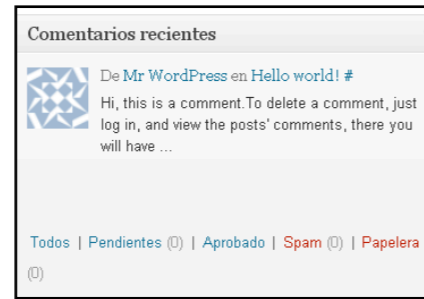 Comentarios recientes
De Mr WordPress en Hello world! #
Hi, this is a comment.To delete a comment, just
log in, and view the posts' comments, there you
will have ...
Todos | Pendientes (0) | Aprobado | Spam (0) | Papelera
(0)